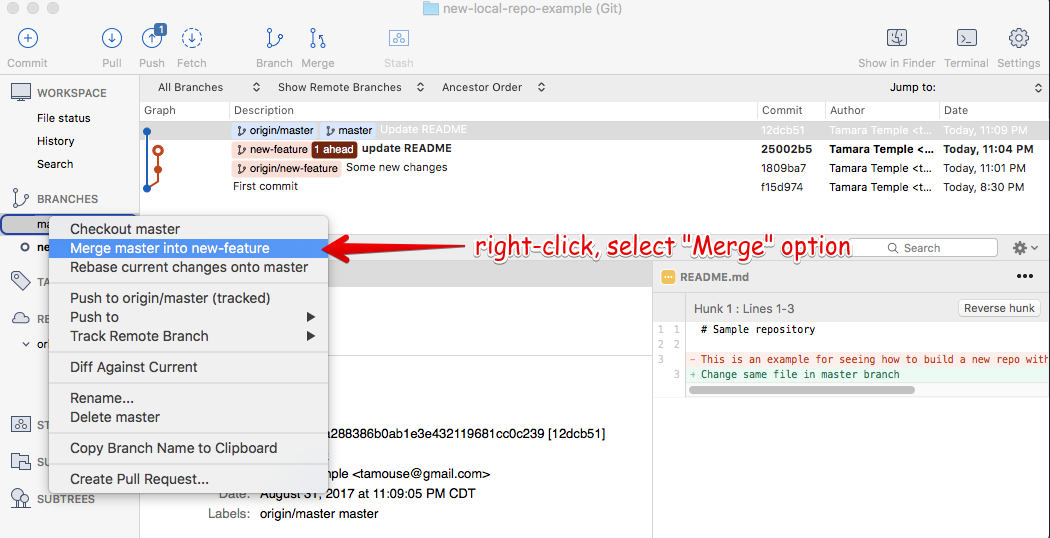 new-local-repo-example (Git)
1
Commit Pull Push Fetch Branch Merge Stash Show in Finder Terminal Settings
WORKSPACE
File status
History
Search
BRANCHES
All Branches Show Remote Branches Ancestor Order Jump to:
Graph Description Commit Author Date
origin/master master Update README 12dcb51 Tamara Temple <t... Today, 11:09 PM
new-feature 1 ahead update README 25002b5 Tamara Temple <... Today, 11:04 PM
origin/new-feature Some new changes 1809ba7 Tamara Temple <t... Today, 11:01 PM
First commit f15d974 Tamara Temple <t... Today, 8:30 PM
Checkout master
Merge master into new-feature
Rebase current changes onto master
Push to origin/master (tracked)
Push to
Track Remote Branch
Diff Against Current
Rename...
Delete master
Copy Branch Name to Clipboard
Create Pull Request...
right-click, select "Merge" option
Search
README.md
Hunk 1 : Lines 1-3 Reverse hunk
1 1 # Sample repository
2 2
3 - This is an example for seeing how to build a new repo with
3 + Change same file in master branch
a288386b0ab1e3e432119681cc0c239 [12dcb51]
mple <tamouse@gmail.com>
Date: August 31, 2017 at 11:09:05 PM CDT
Labels: origin/master master
SUBTREES